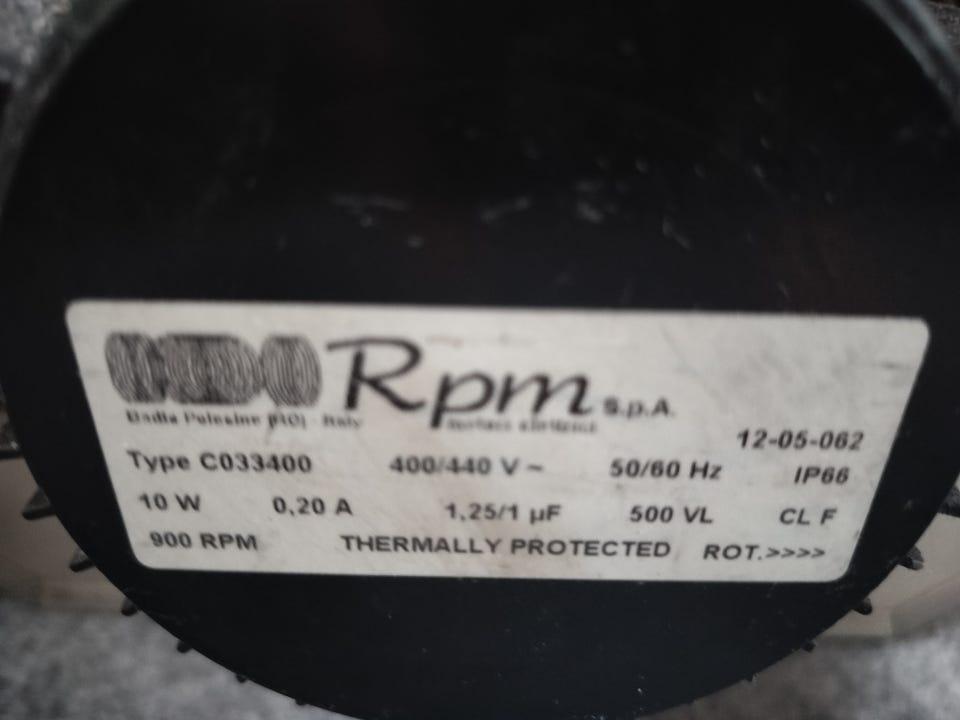 Rpm s.p.A.
Badia Polesine (RO) - Italy
12-05-062
Type C033400 400/440 V ~ 50/60 Hz IP66
10 W 0,20 A 1,25/1 µF 500 VL CL F
900 RPM THERMALLY PROTECTED ROT.>>>>